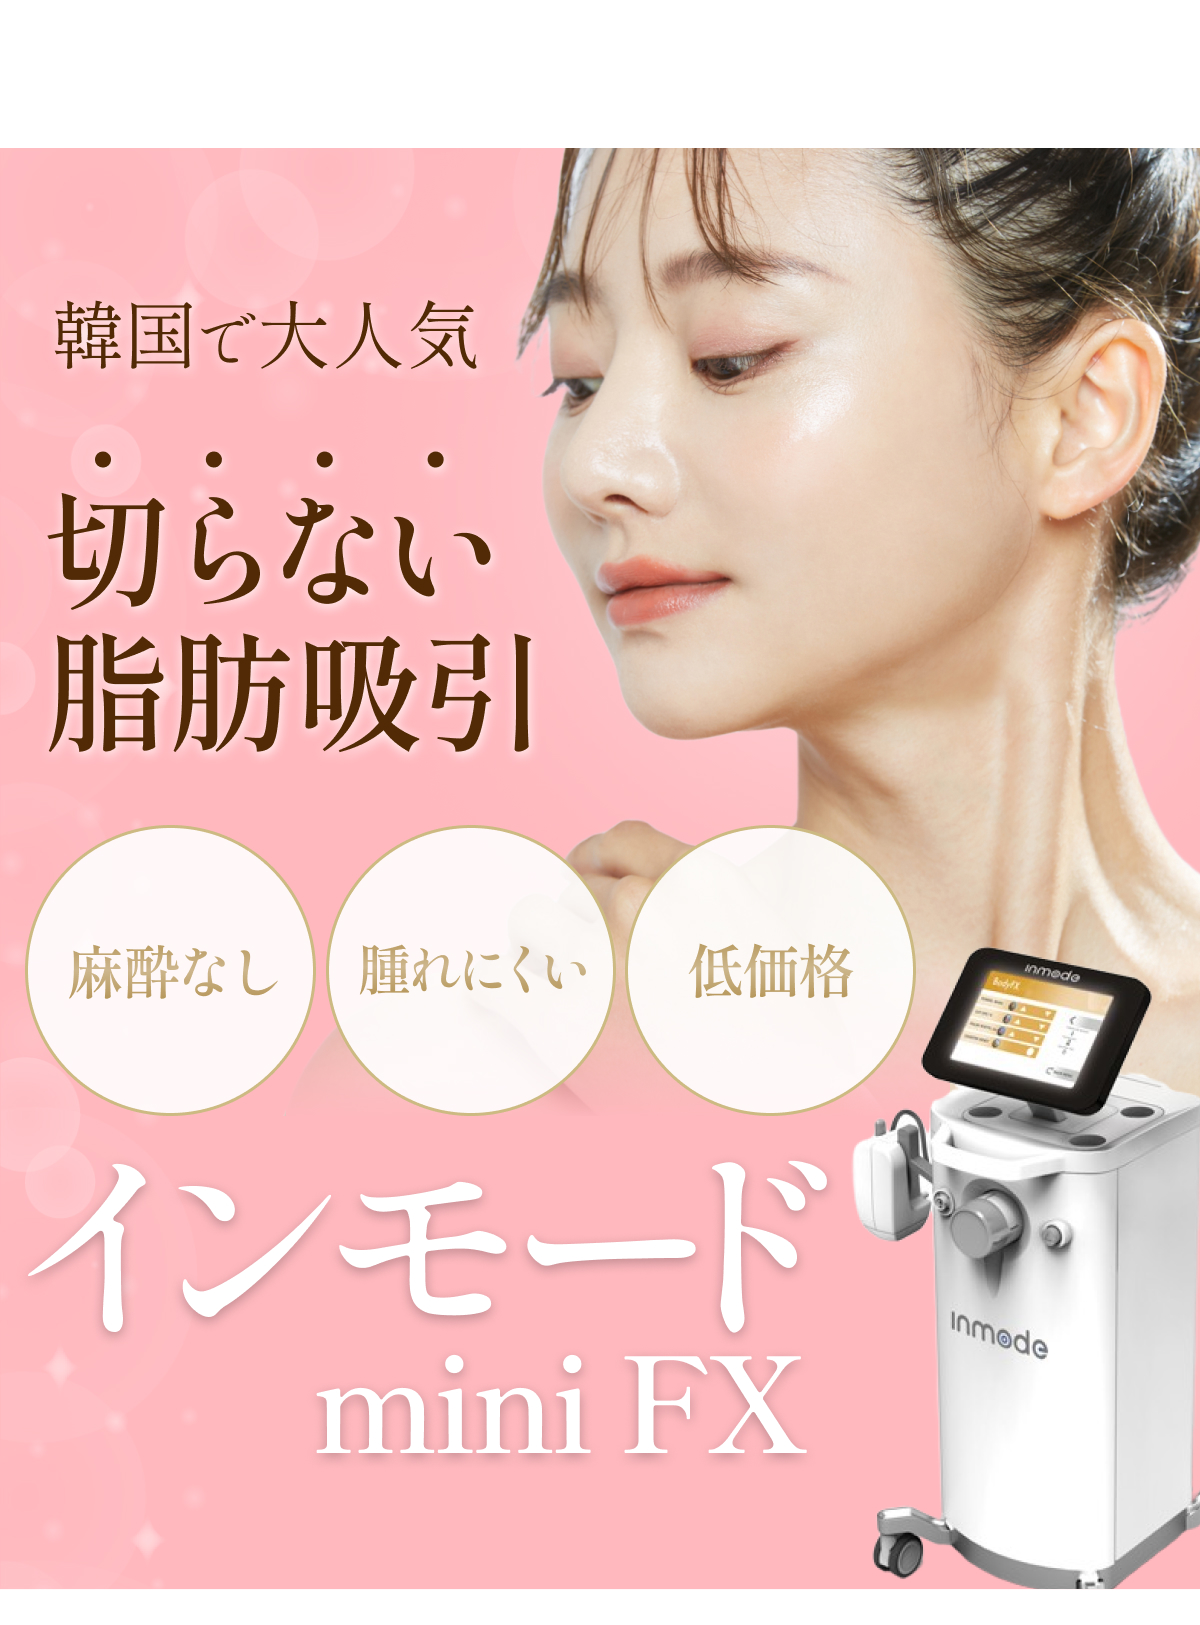 韓国で大人気
切らない
脂肪吸引
麻酔なし
腫れにくい
低価格
inmode
BodyFX
インモード
mini FX
inmode